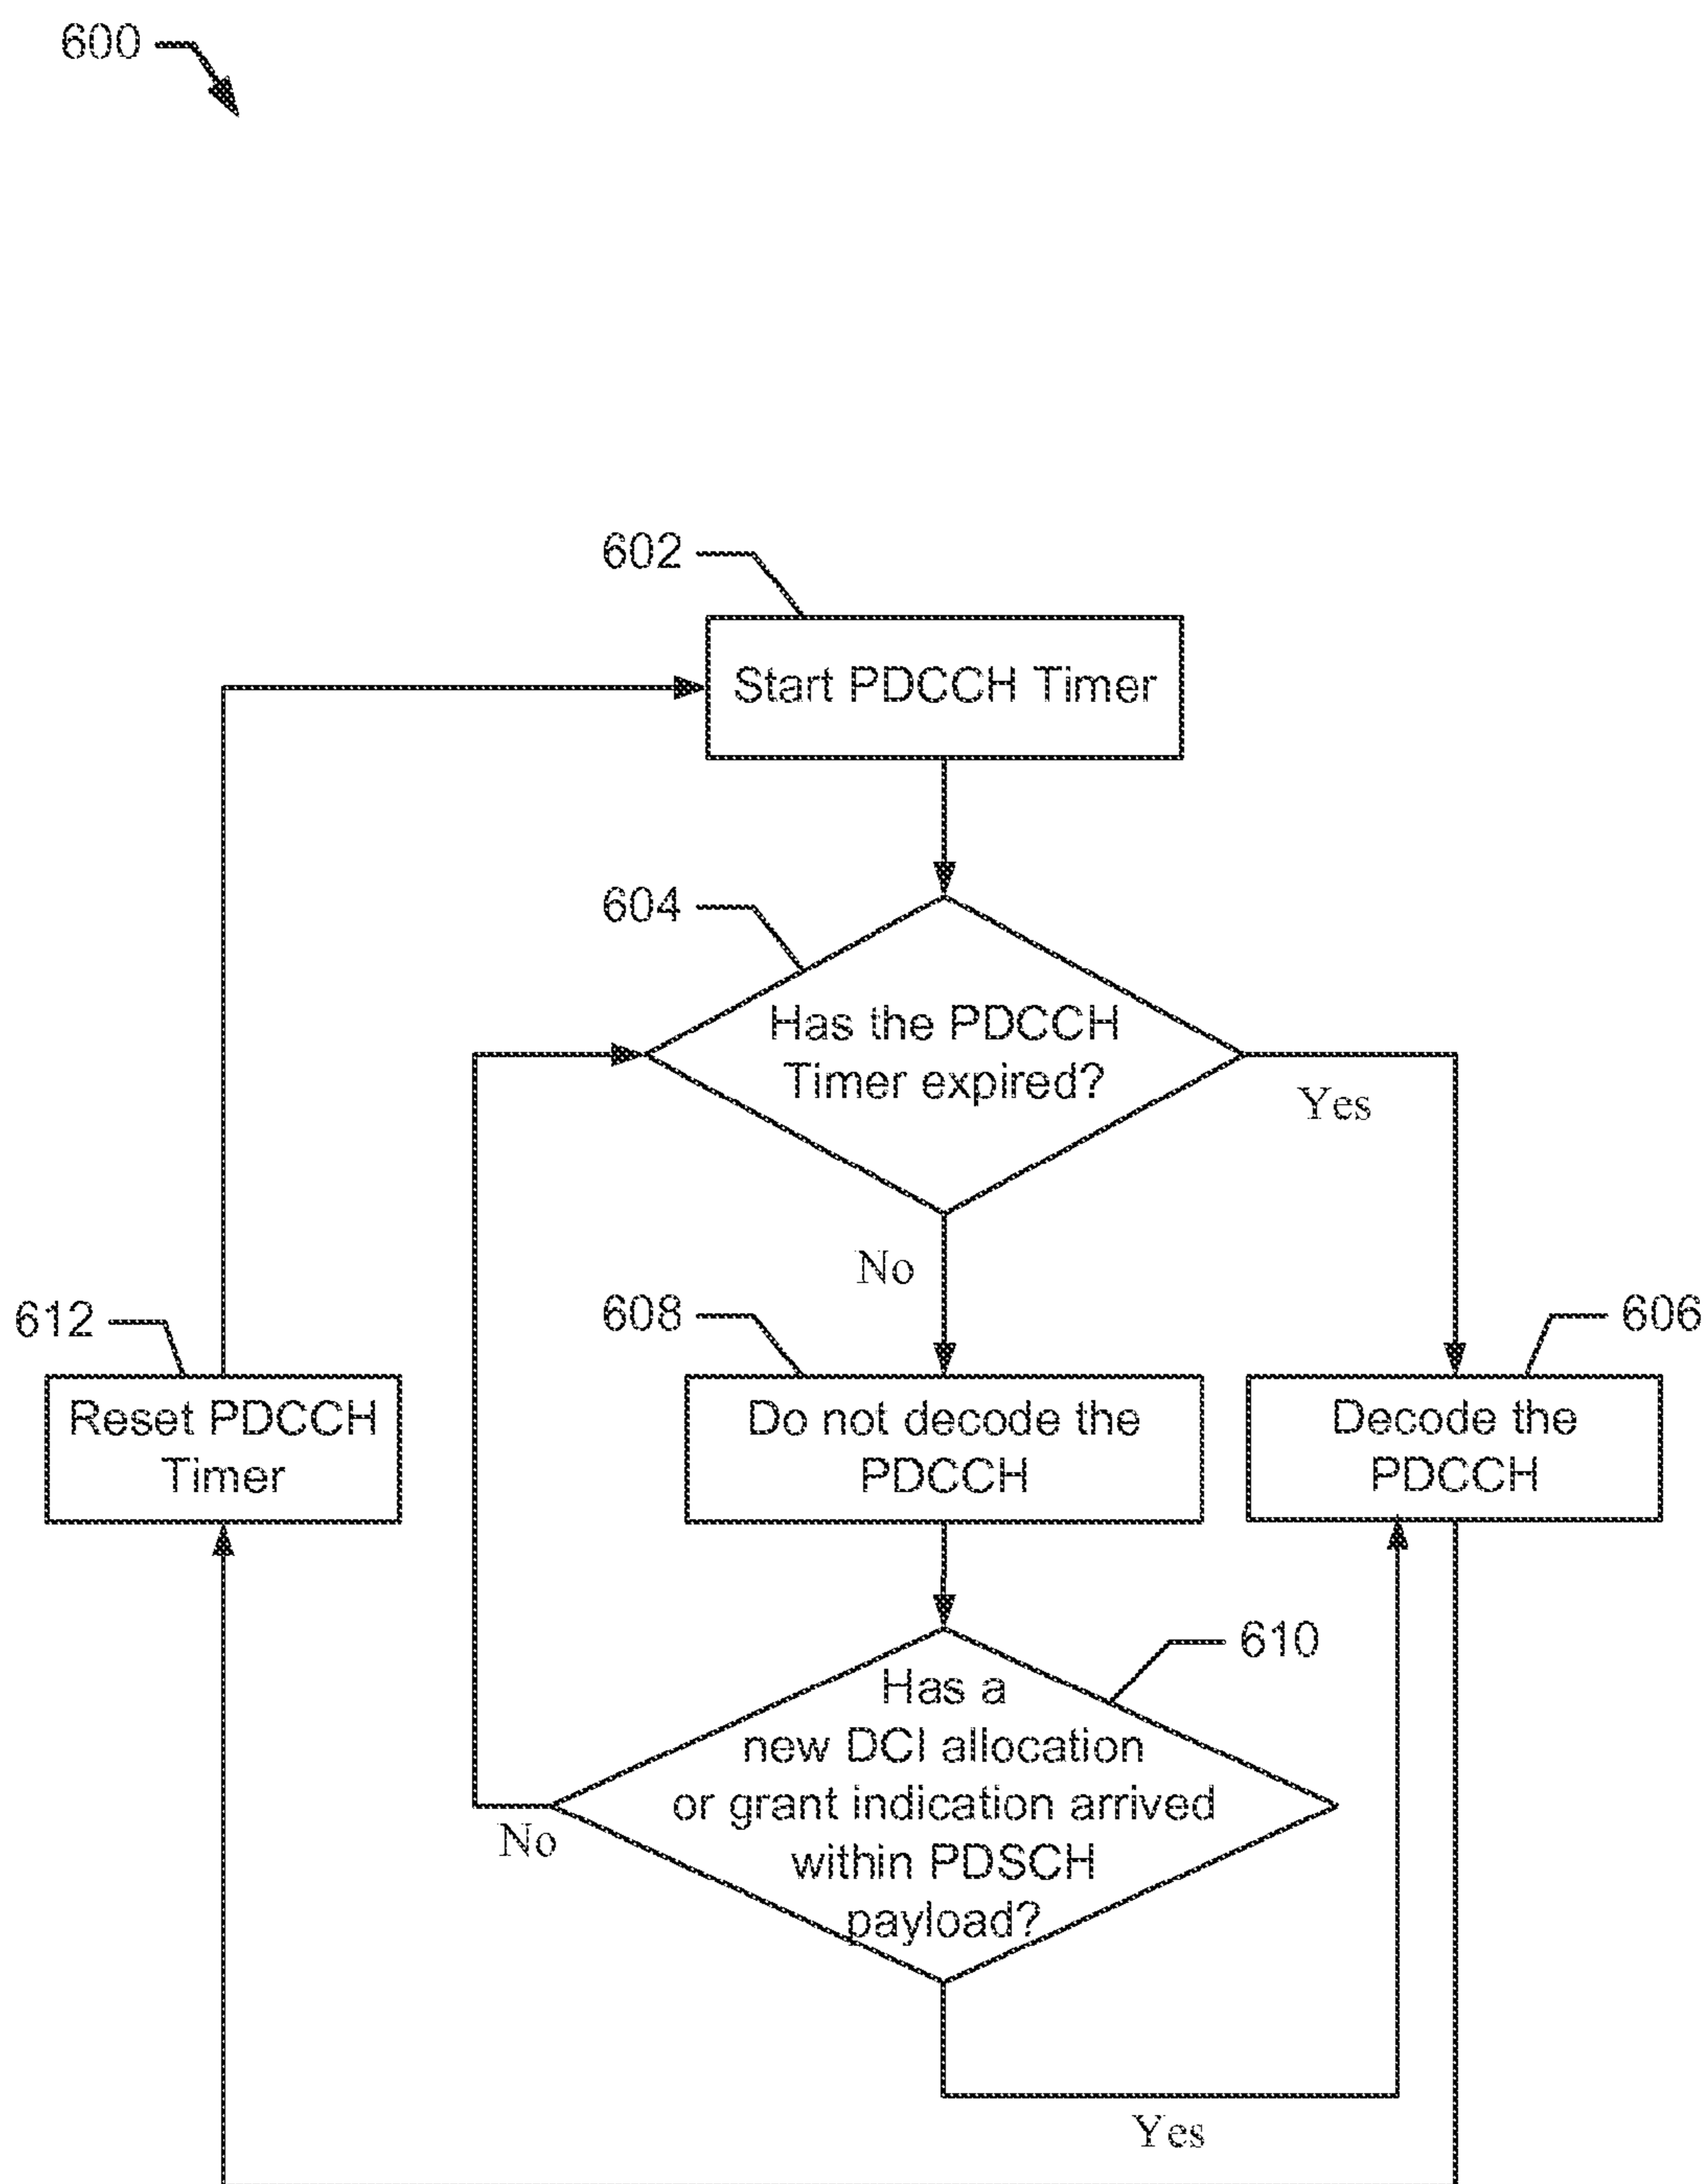 600
602
Start PDCCH Timer
604
Has the PDCCH
Timer expired?
Yes
No
612
608
606
Reset PDCCH
Timer
Do not decode the
PDCCH
Decode the
PDCCH
610
Has a
new DCI allocation
or grant indication arrived
within PDSCH
payload?
No
Yes